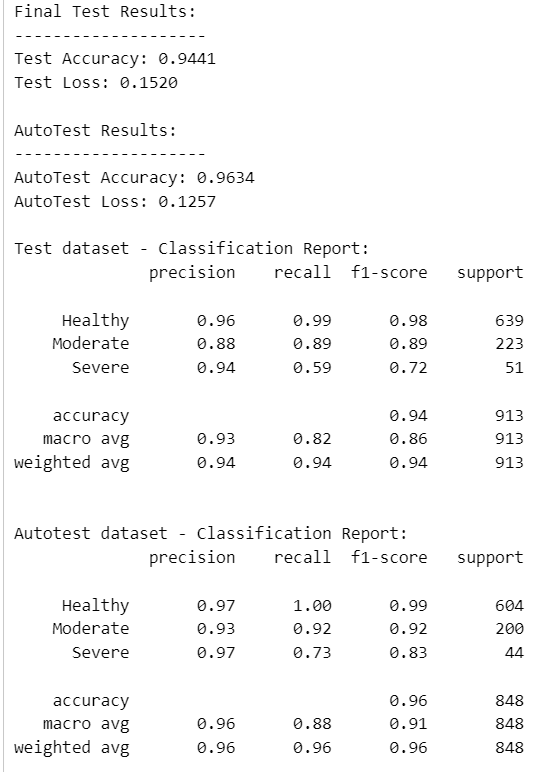 Final Test Results:
--------------------
Test Accuracy: 0.9441
Test Loss: 0.1520
AutoTest Results:
--------------------
AutoTest Accuracy: 0.9634
AutoTest Loss: 0.1257
Test dataset - Classification Report:
precision recall f1-score support
Healthy 0.96 0.99 0.98 639
Moderate 0.88 0.89 0.89 223
Severe 0.94 0.59 0.72 51
accuracy 0.94 913
macro avg 0.93 0.82 0.86 913
weighted avg 0.94 0.94 0.94 913
Autotest dataset - Classification Report:
precision recall f1-score support
Healthy 0.97 1.00 0.99 604
Moderate 0.93 0.92 0.92 200
Severe 0.97 0.73 0.83 44
accuracy 0.96 848
macro avg 0.96 0.88 0.91 848
weighted avg 0.96 0.96 0.96 848